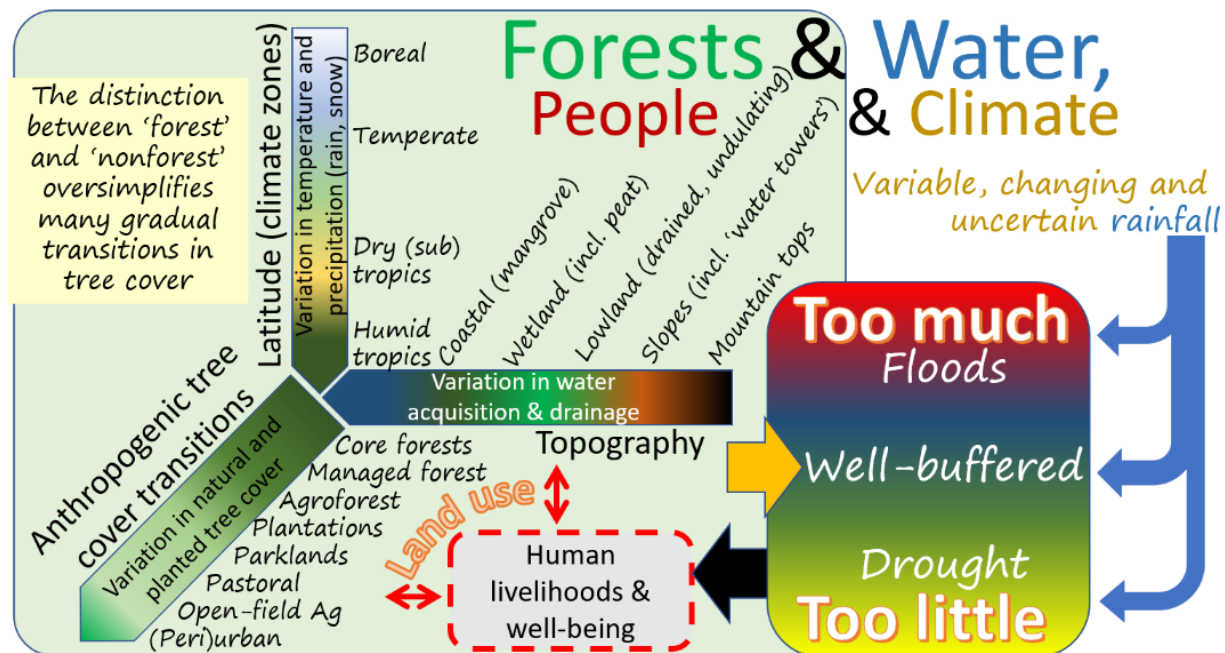 Forests & Water,
People & Climate
The distinction
between ‘forest’
and ‘nonforest’
oversimplifies
many gradual
transitions in
tree cover
Latitude (climate zones)
Variation in temperature and
precipitation (rain, snow)
Boreal
Temperate
Dry (sub)
tropics
Humid
tropics
Coastal (mangrove)
Wetland (incl. peat)
Lowland (drained, undulating)
Slopes (incl. ‘water towers’)
Mountain tops
Variation in water
acquisition & drainage
Topography
Anthropogenic tree
cover transitions
Variation in natural and
planted tree cover
Core forests
Managed forest
Agroforest
Plantations
Parklands
Pastoral
Open-field Ag
(Peri)urban
Land use
Human
livelihoods &
well-being
Variable, changing and
uncertain rainfall
Too much
Floods
Well-buffered
Drought
Too little